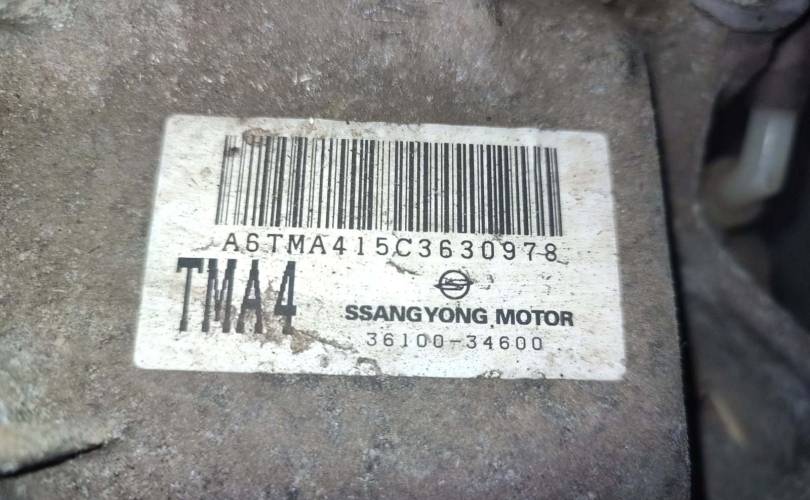 A6TMA415C3630978
TMA4
SSANGYONG MOTOR
36100-34600